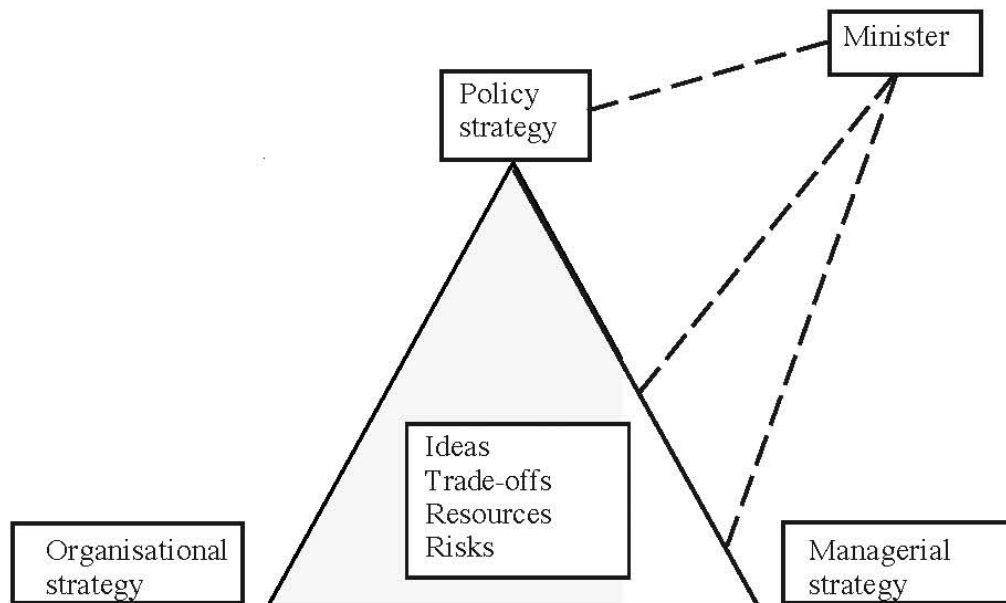 Minister
Policy
strategy
Ideas
Trade-offs
Resources
Risks
Organisational
strategy
Managerial
strategy